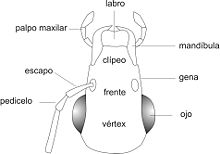 labro
palpo maxilar
mandíbula
clípeo
escapo
gena
frente
pedicelo
ojo
vértex